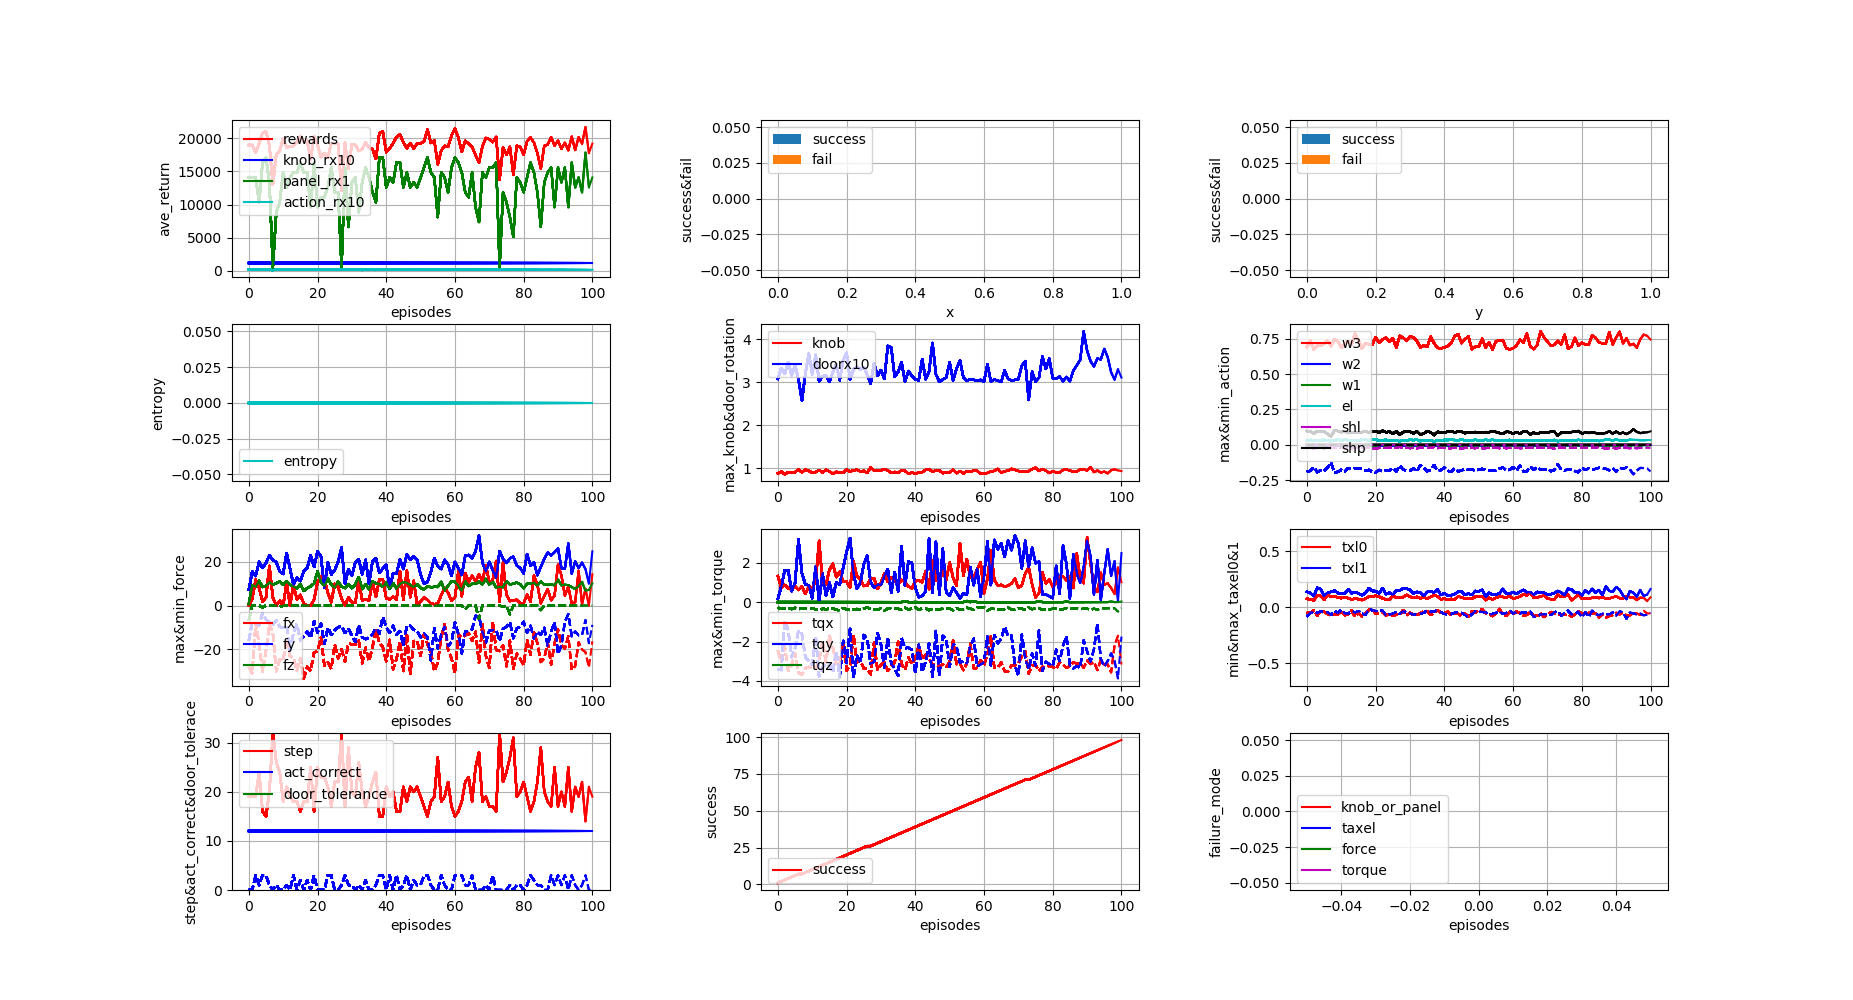 ave_return
20000
15000
10000
5000
0
rewards
knob_rx10
panel_rx1
action_rx10
0 20 40 60 80 100
episodes
success&fail
0.050
0.025
0.000
−0.025
−0.050
success
fail
0.0 0.2 0.4 0.6 0.8 1.0
x
success&fail
0.050
0.025
0.000
−0.025
−0.050
success
fail
0.0 0.2 0.4 0.6 0.8 1.0
y
entropy
0.050
0.025
0.000
−0.025
−0.050
entropy
0 20 40 60 80 100
episodes
max_knob&door_rotation
4
3
2
1
knob
doorx10
0 20 40 60 80 100
episodes
max&min_action
0.75
0.50
0.25
0.00
−0.25
w3
w2
w1
el
shl
shp
0 20 40 60 80 100
episodes
max&min_force
20
0
−20
fx
fy
fz
0 20 40 60 80 100
episodes
max&min_torque
2
0
−2
−4
tqx
tqy
tqz
0 20 40 60 80 100
episodes
min&max_taxel0&1
0.5
0.0
−0.5
txl0
txl1
0 20 40 60 80 100
episodes
step&act_correct&door_tolerace
30
20
10
0
step
act_correct
door_tolerance
0 20 40 60 80 100
episodes
success
100
75
50
25
0
success
0 20 40 60 80 100
episodes
failure_mode
0.050
0.025
0.000
−0.025
−0.050
knob_or_panel
taxel
force
torque
−0.04 −0.02 0.00 0.02 0.04
episodes